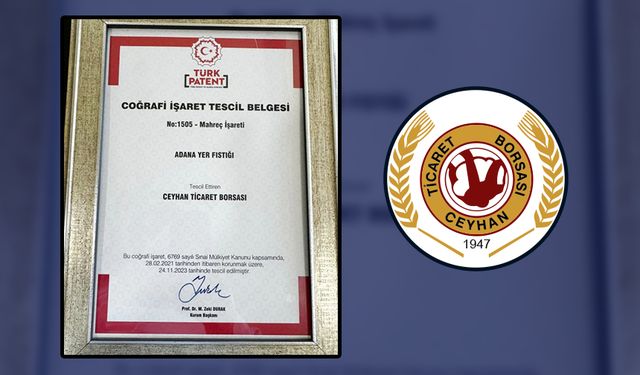 TÜRK
PATENT
COĞRAFİ İŞARET TESCİL BELGESİ
No:1505 - Mahreç İşareti
ADANA YER FISTIĞI
Tescil Ettiren
CEYHAN TİCARET BORSASI
Bu coğrafi işaret, 6769 sayılı Sınai Mülkiyet Kanunu kapsamında,
28.02.2021 tarihinden itibaren korunmak üzere,
24.11.2023 tarihinde tescil edilmiştir.
Prof. Dr. M. Zeki DURAK
Kurum Başkanı
TİCARET BORSASI
CEYHAN
1947